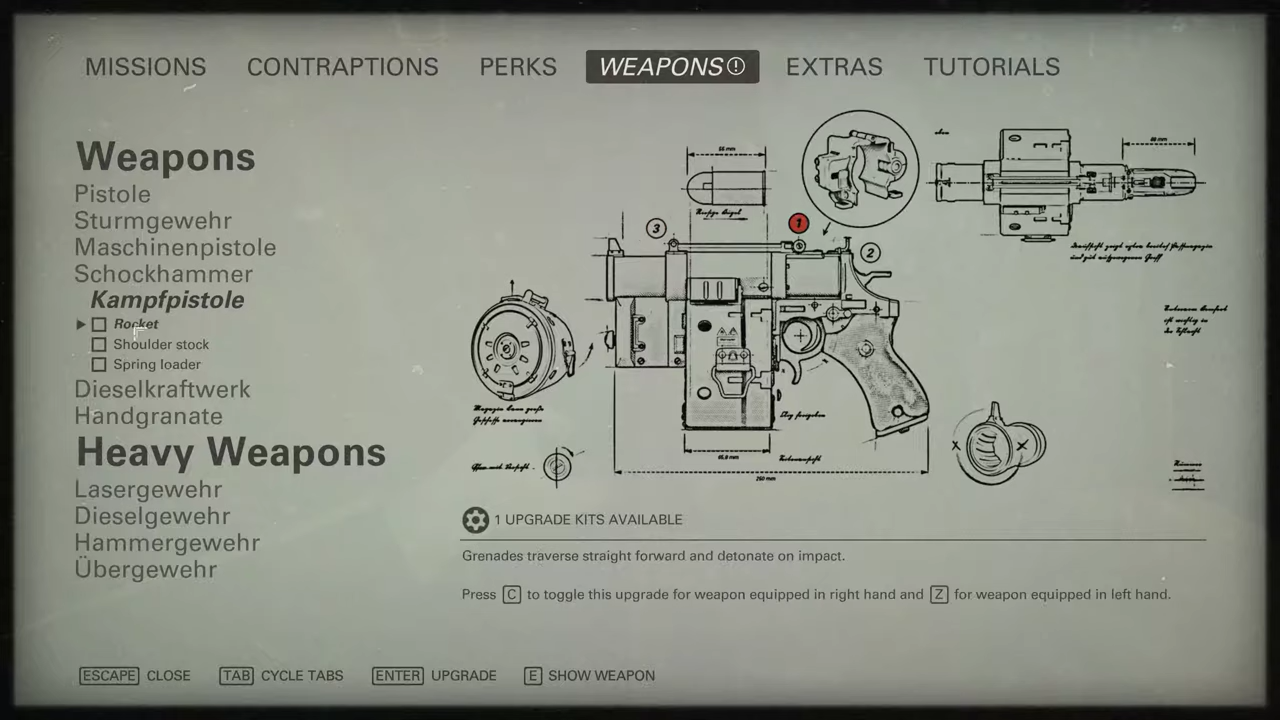 MISSIONS CONTRAPTIONS PERKS WEAPONS! EXTRAS TUTORIALS
Weapons
Pistole
Sturmgewehr
Maschinenpistole
Schockhammer
Kampfpistole
Rocket
Shoulder stock
Spring loader
Dieselkraftwerk
Handgranate
Heavy Weapons
Lasergewehr
Dieselgewehr
Hammergewehr
Übergewehr
3
1
2
260 mm
1 UPGRADE KITS AVAILABLE
Grenades traverse straight forward and detonate on impact.
Press C to toggle this upgrade for weapon equipped in right hand and Z for weapon equipped in left hand.
ESCAPE CLOSE TAB CYCLE TABS ENTER UPGRADE E SHOW WEAPON